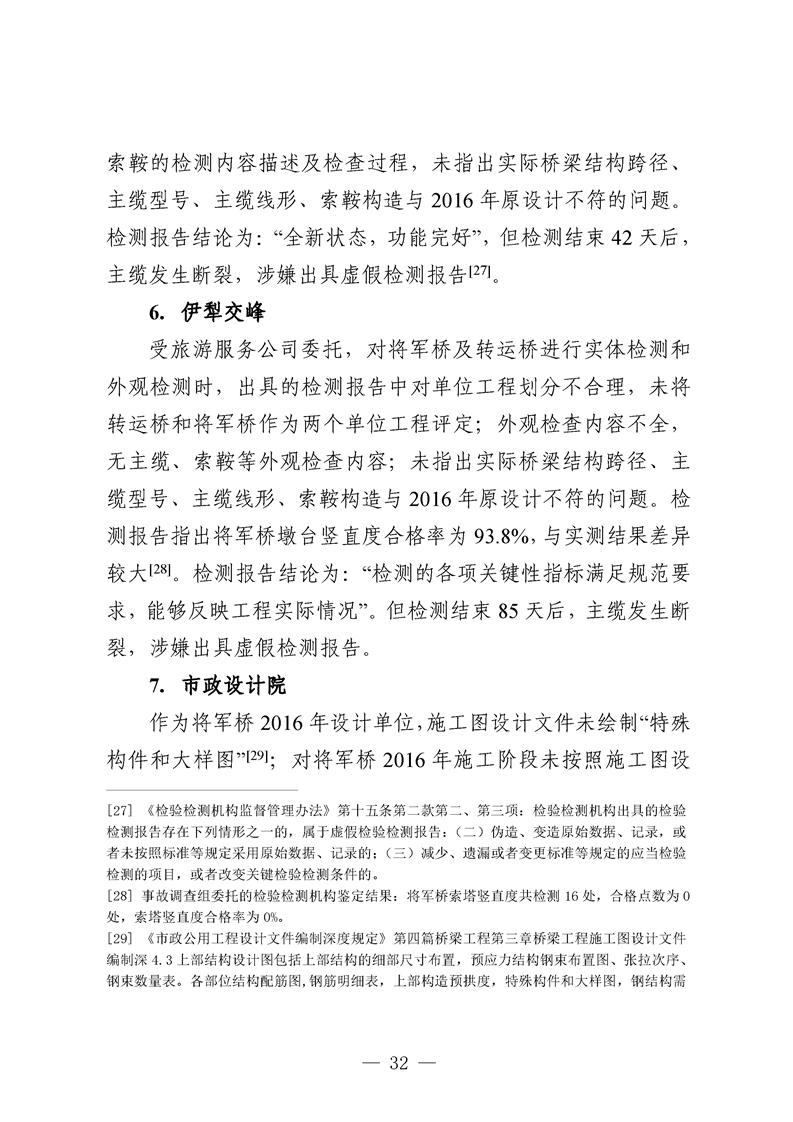 索鞍的检测内容描述及检查过程，未指出实际桥梁结构跨径、
主缆型号、主缆线形、索鞍构造与 2016 年原设计不符的问题。
检测报告结论为：“全新状态，功能完好”，但检测结束 42 天后，
主缆发生断裂，涉嫌出具虚假检测报告[27]。
6. 伊犁交峰
受旅游服务公司委托，对将军桥及转运桥进行实体检测和
外观检测时，出具的检测报告中对单位工程划分不合理，未将
转运桥和将军桥作为两个单位工程评定；外观检查内容不全，
无主缆、索鞍等外观检查内容；未指出实际桥梁结构跨径、主
缆型号、主缆线形、索鞍构造与 2016 年原设计不符的问题。检
测报告指出将军桥墩台竖直度合格率为 93.8%，与实测结果差异
较大[28]。检测报告结论为：“检测的各项关键性指标满足规范要
求，能够反映工程实际情况”。但检测结束 85 天后，主缆发生断
裂，涉嫌出具虚假检测报告。
7. 市政设计院
作为将军桥 2016 年设计单位，施工图设计文件未绘制“特殊
构件和大样图”[29]；对将军桥 2016 年施工阶段未按照施工图设
[27] 《检验检测机构监督管理办法》第十五条第二款第二、第三项：检验检测机构出具的检验
检测报告存在下列情形之一的，属于虚假检验检测报告：（二）伪造、变造原始数据、记录，或
者未按照标准等规定采用原始数据、记录的；（三）减少、遗漏或者变更标准等规定的应当检验
检测的项目，或者改变关键检验检测条件的。
[28] 事故调查组委托的检验检测机构鉴定结果：将军桥索塔竖直度共检测 16 处，合格点数为 0
处，索塔竖直度合格率为 0%。
[29] 《市政公用工程设计文件编制深度规定》第四篇桥梁工程第三章桥梁工程施工图设计文件
编制深 4.3 上部结构设计图包括上部结构的细部尺寸布置，预应力结构钢束布置图、张拉次序、
钢束数量表。各部位结构配筋图,钢筋明细表，上部构造预拱度，特殊构件和大样图，钢结构需
— 32 —